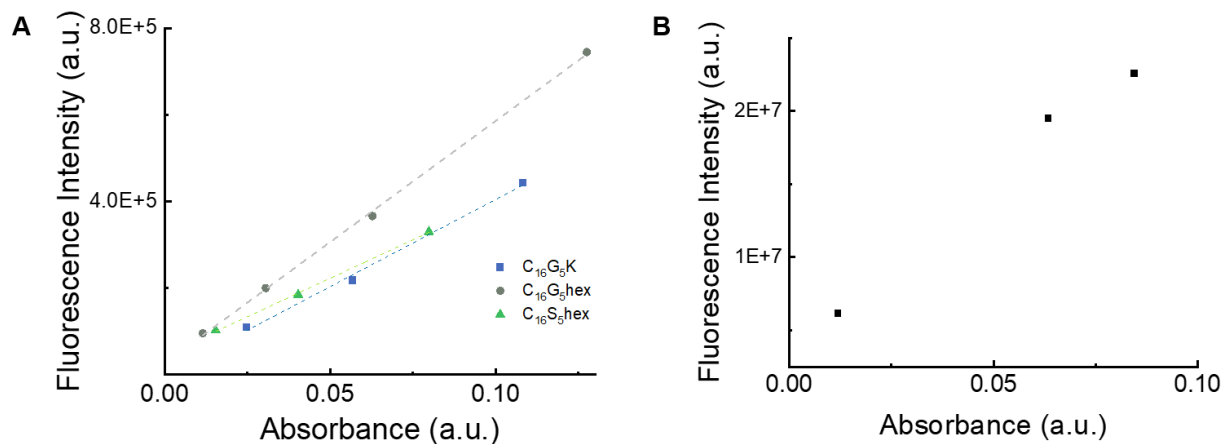 A
Fluorescence Intensity (a.u.)
8.0E+5
4.0E+5
0.00
0.05
0.10
Absorbance (a.u.)
C₁₆G₅K
C₁₆G₅hex
C₁₆S₅hex
B
Fluorescence Intensity (a.u.)
2E+7
1E+7
0.00
0.05
0.10
Absorbance (a.u.)